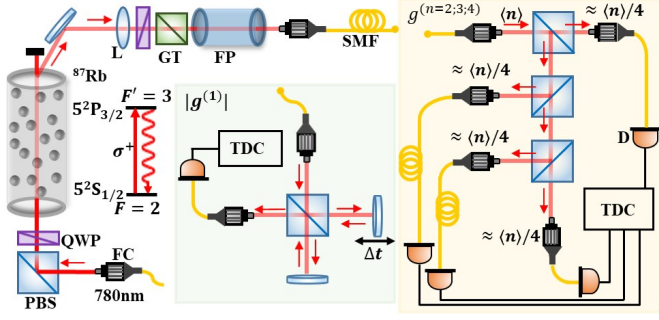 L
GT
FP
SMF
⁸⁷Rb
5²P₃/₂
F′ = 3
σ⁺
5²S₁/₂
F = 2
QWP
FC
PBS
780nm
|g⁽¹⁾|
TDC
Δt
g⁽ⁿ⁼²;³;⁴⁾
⟨n⟩
≈ ⟨n⟩/4
≈ ⟨n⟩/4
≈ ⟨n⟩/4
D
TDC
≈ ⟨n⟩/4